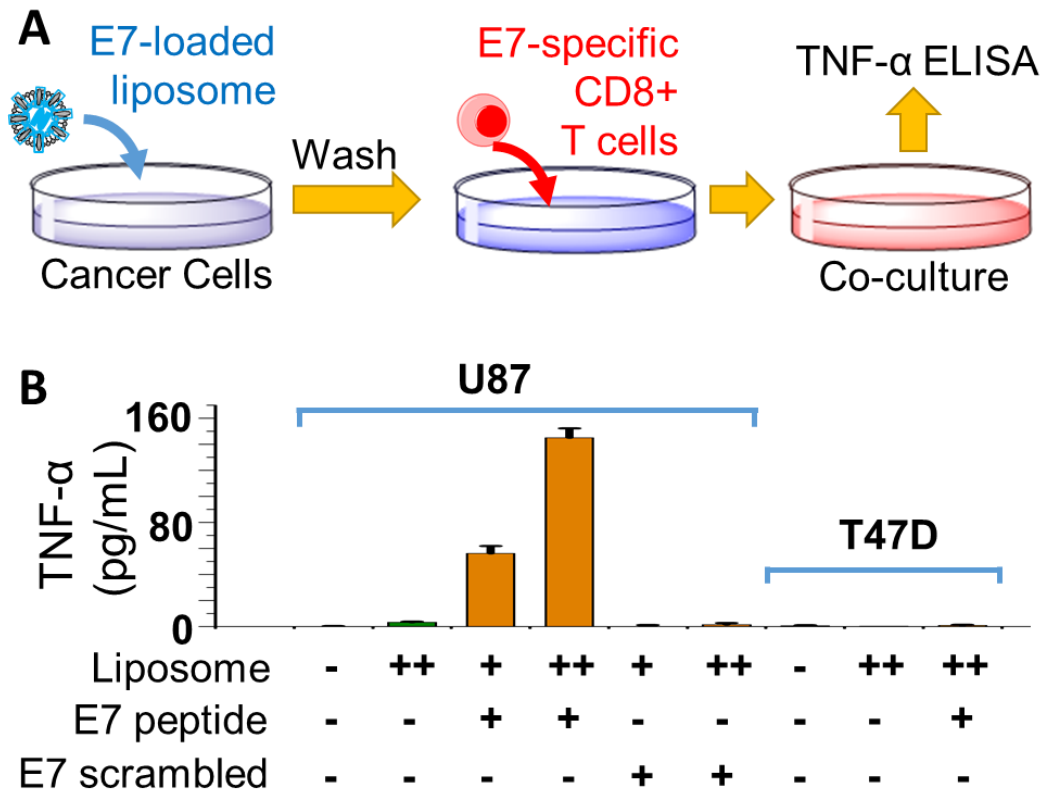 A
E7-loaded
liposome
Cancer Cells
Wash
E7-specific
CD8+
T cells
TNF-α ELISA
Co-culture
B
U87
T47D
TNF-α
(pg/mL)
160
80
0
Liposome - ++ + ++ + ++ - ++ ++
E7 peptide - - + + - - - - +
E7 scrambled - - - - + + - - -